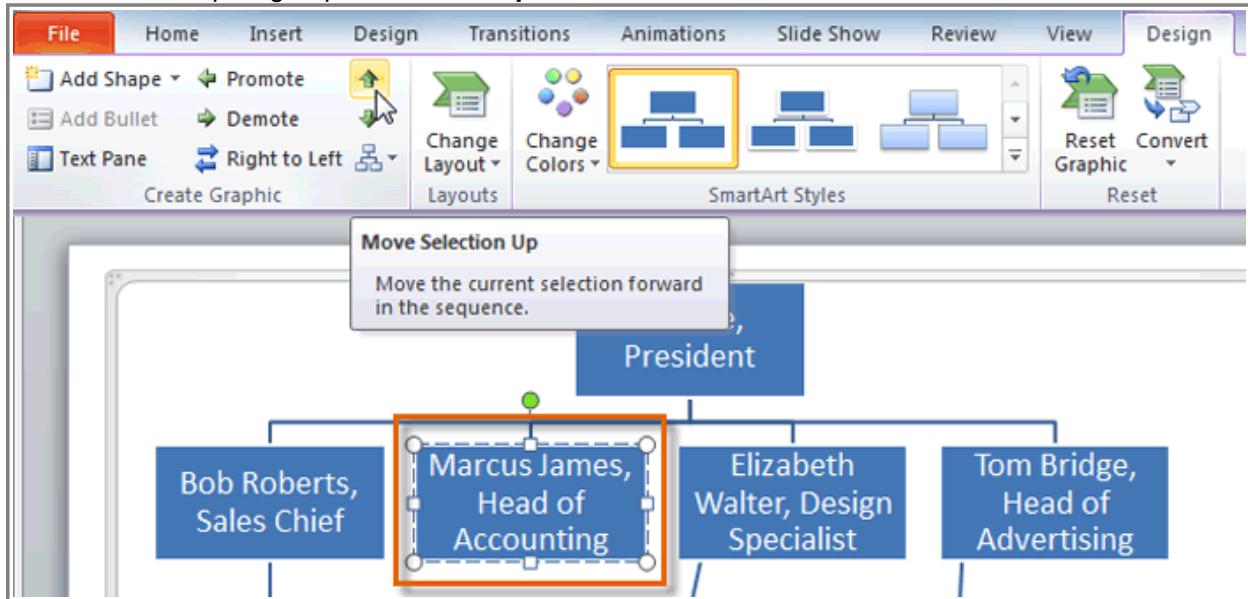 File Home Insert Design Transitions Animations Slide Show Review View Design
Add Shape Promote
Add Bullet Demote
Text Pane Right to Left
Change
Layout
Change
Colors
Reset
Graphic
Convert
Create Graphic Layouts SmartArt Styles Reset
Move Selection Up
Move the current selection forward
in the sequence.
President
Bob Roberts,
Sales Chief
Marcus James,
Head of
Accounting
Elizabeth
Walter, Design
Specialist
Tom Bridge,
Head of
Advertising